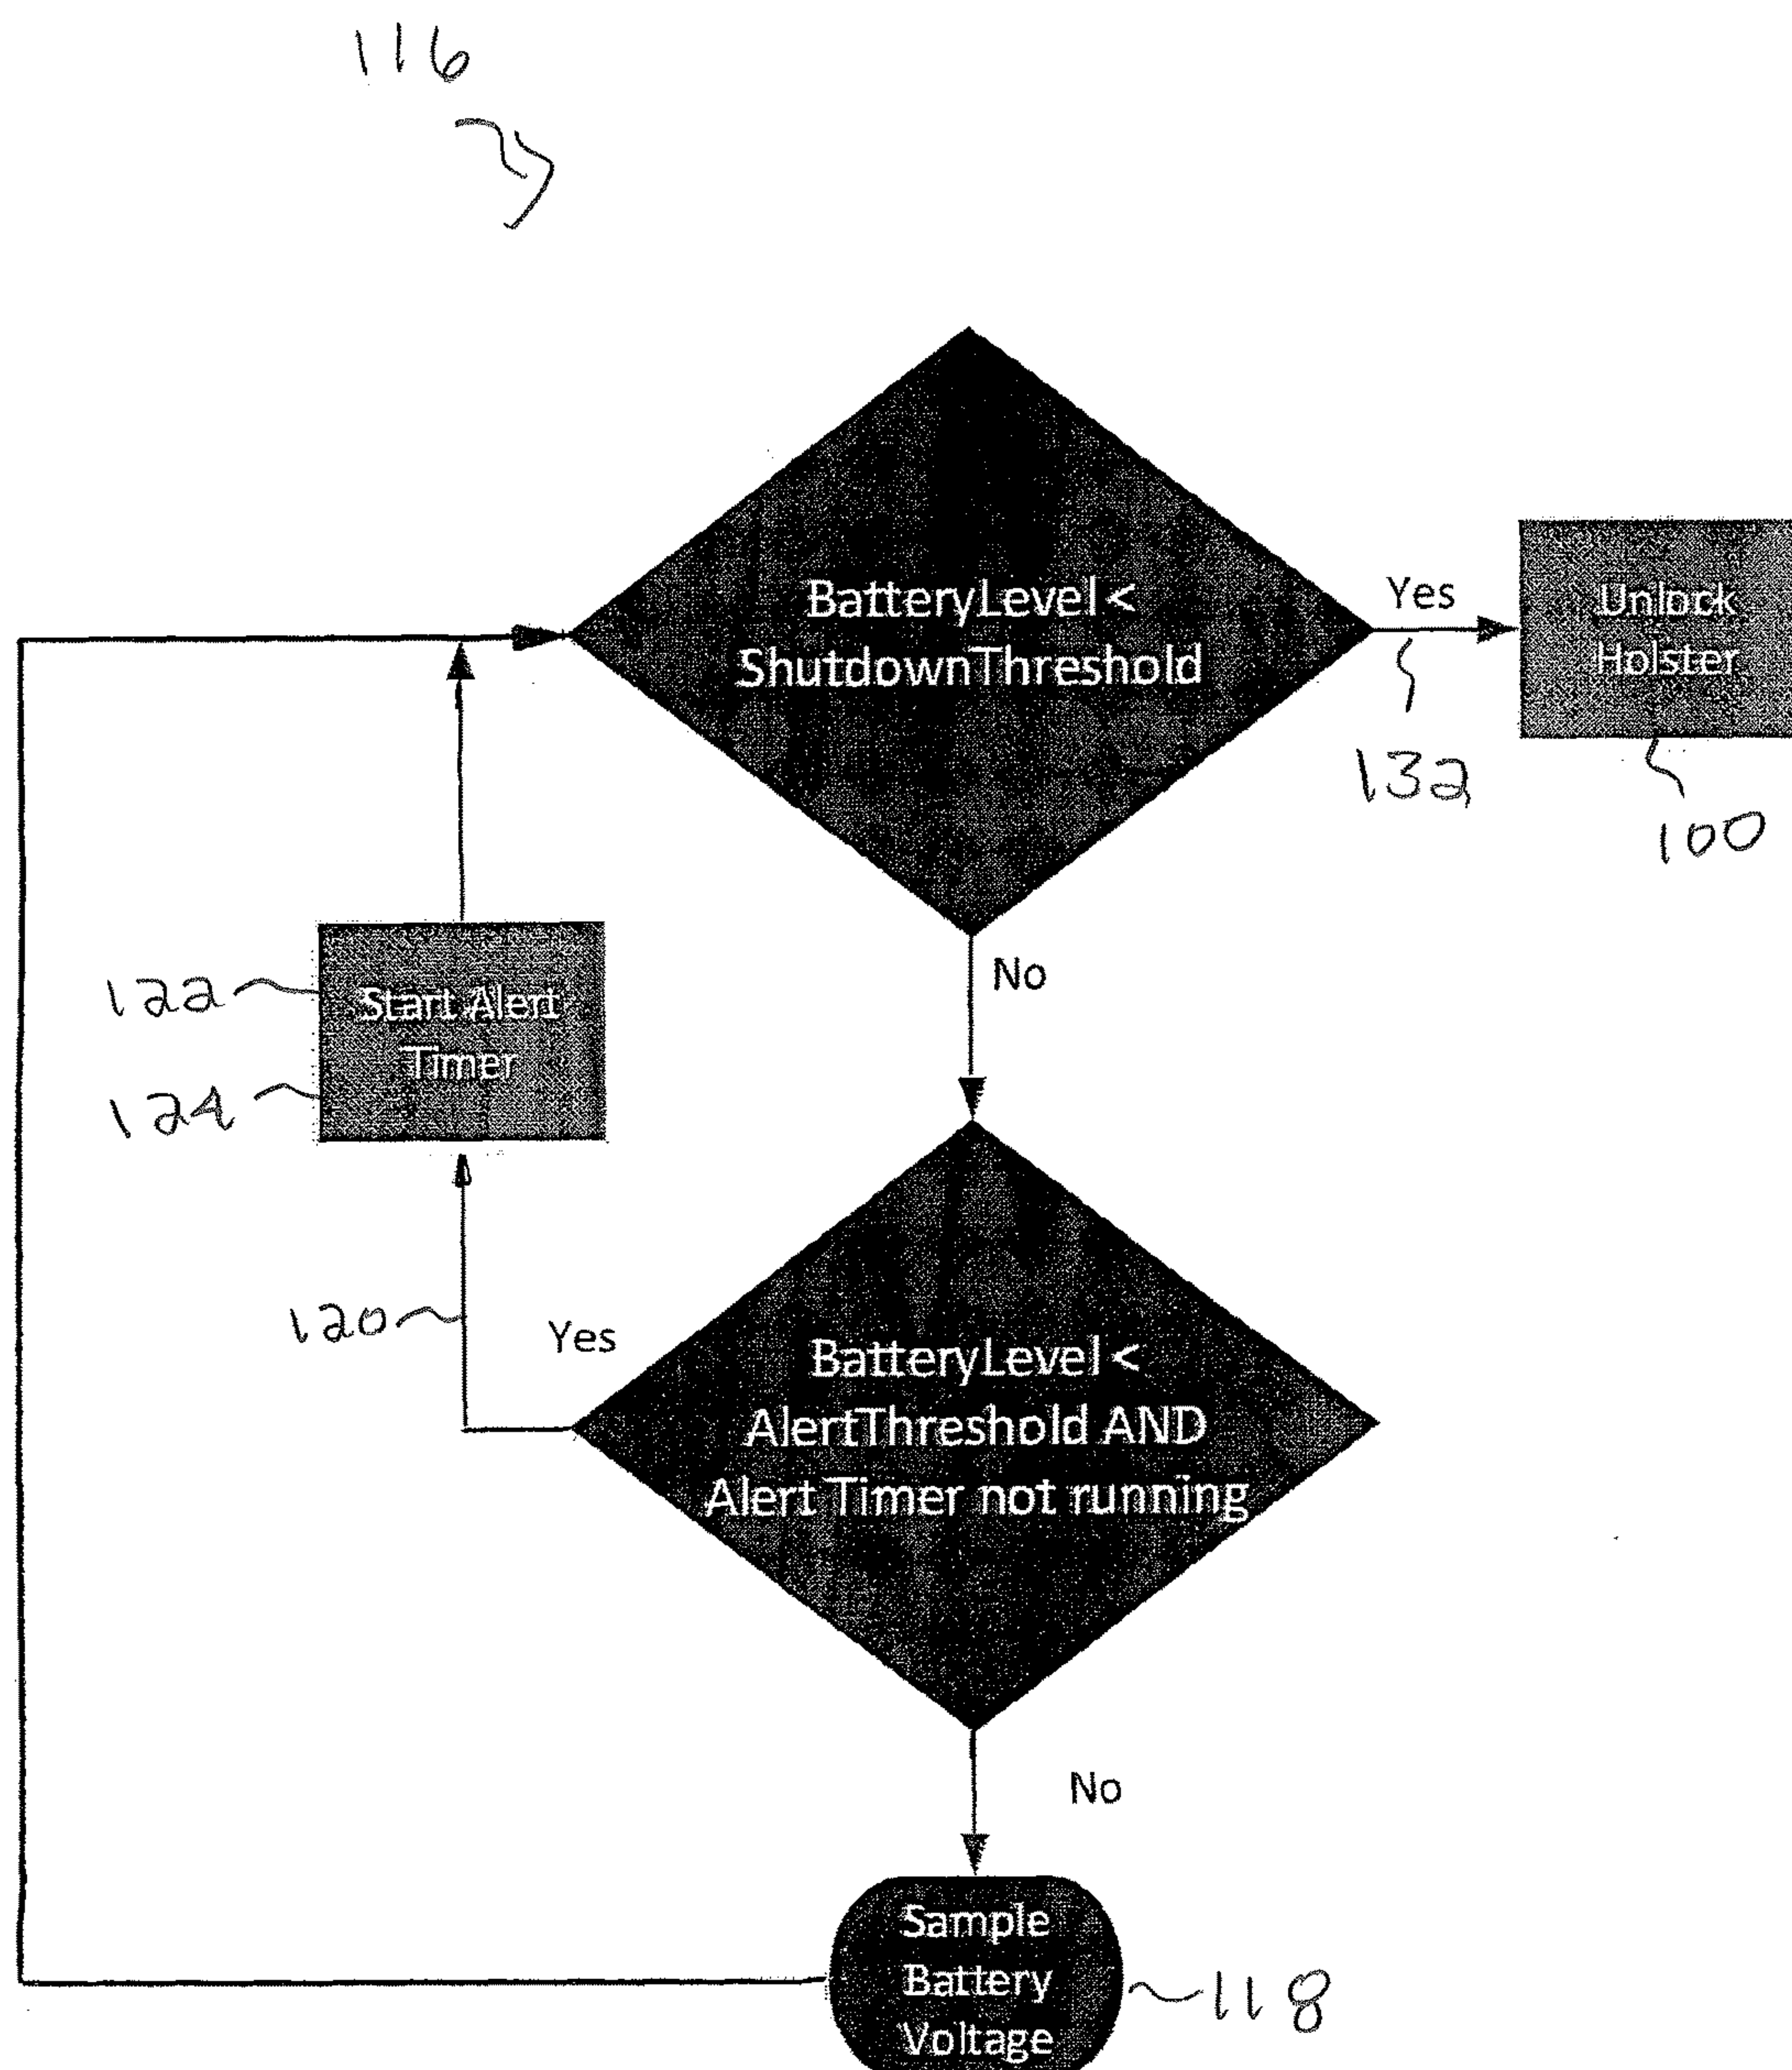 116
BatteryLevel <
ShutdownThreshold
Yes
Unlock
Holster
132
100
No
122
Start Alert
Timer
124
120
Yes
BatteryLevel <
AlertThreshold AND
Alert Timer not running
No
Sample
Battery
Voltage
118